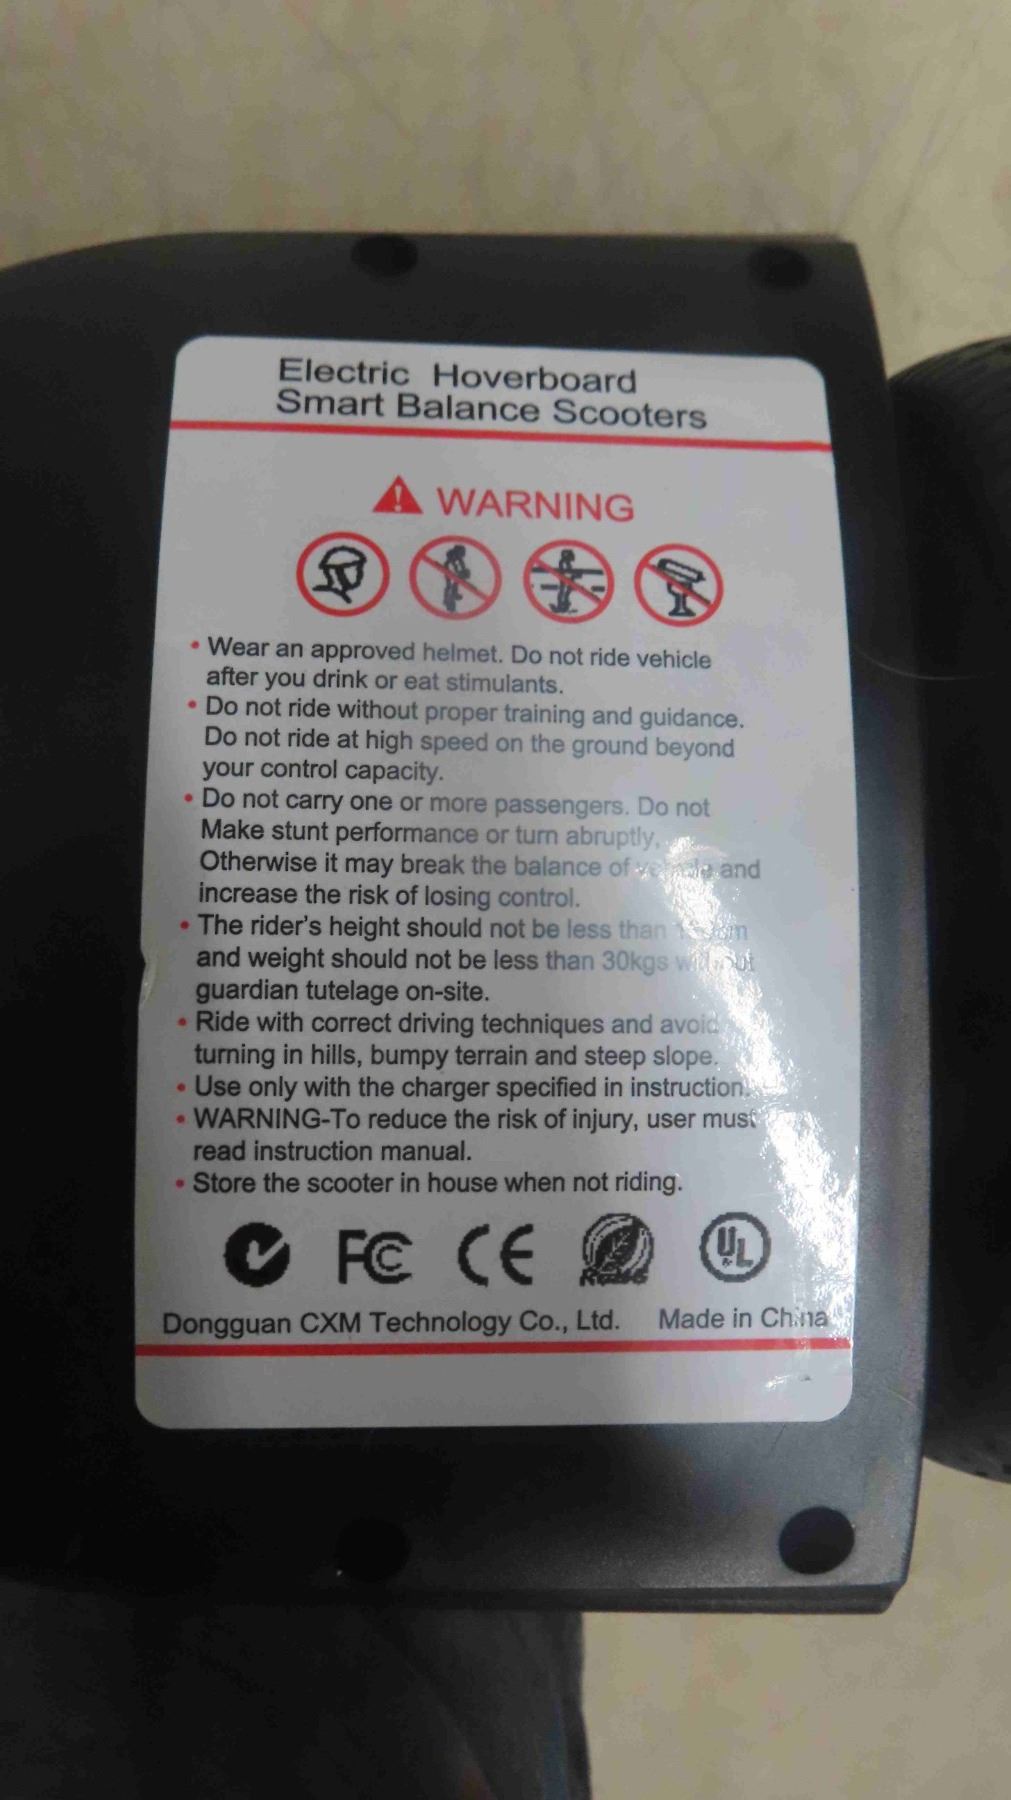 Electric Hoverboard
Smart Balance Scooters
WARNING
• Wear an approved helmet. Do not ride vehicle
after you drink or eat stimulants.
• Do not ride without proper training and guidance.
Do not ride at high speed on the ground beyond
your control capacity.
• Do not carry one or more passengers. Do not
Make stunt performance or turn abruptly,
Otherwise it may break the balance of vehicle and
increase the risk of losing control.
• The rider's height should not be less than
and weight should not be less than 30kgs without
guardian tutelage on-site.
• Ride with correct driving techniques and avoid
turning in hills, bumpy terrain and steep slope.
• Use only with the charger specified in instruction.
• WARNING-To reduce the risk of injury, user must
read instruction manual.
• Store the scooter in house when not riding.
FC CE RoHS UL
Dongguan CXM Technology Co., Ltd. Made in China